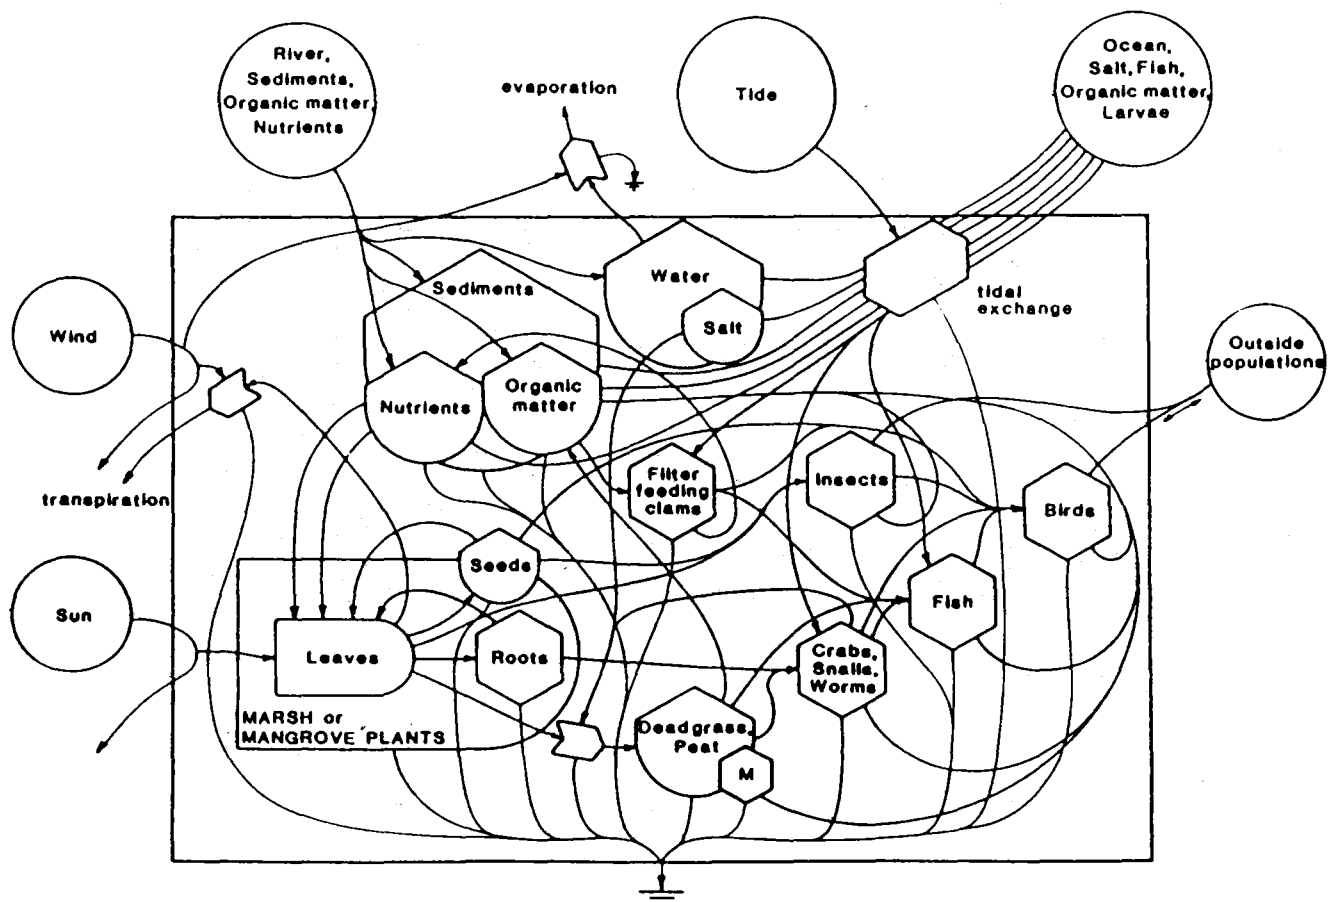 River,
Sediments,
Organic matter,
Nutrients
evaporation
Tide
Ocean,
Salt, Fish,
Organic matter,
Larvae
Wind
Sediments
Water
Salt
tidal
exchange
Outside
populations
Nutrients
Organic
matter
transpiration
Filter
feeding
clams
Insects
Birds
Sun
Seeds
Fish
Leaves
Roots
Crabs,
Snails,
Worms
MARSH or
MANGROVE PLANTS
Dead grass,
Peat
M